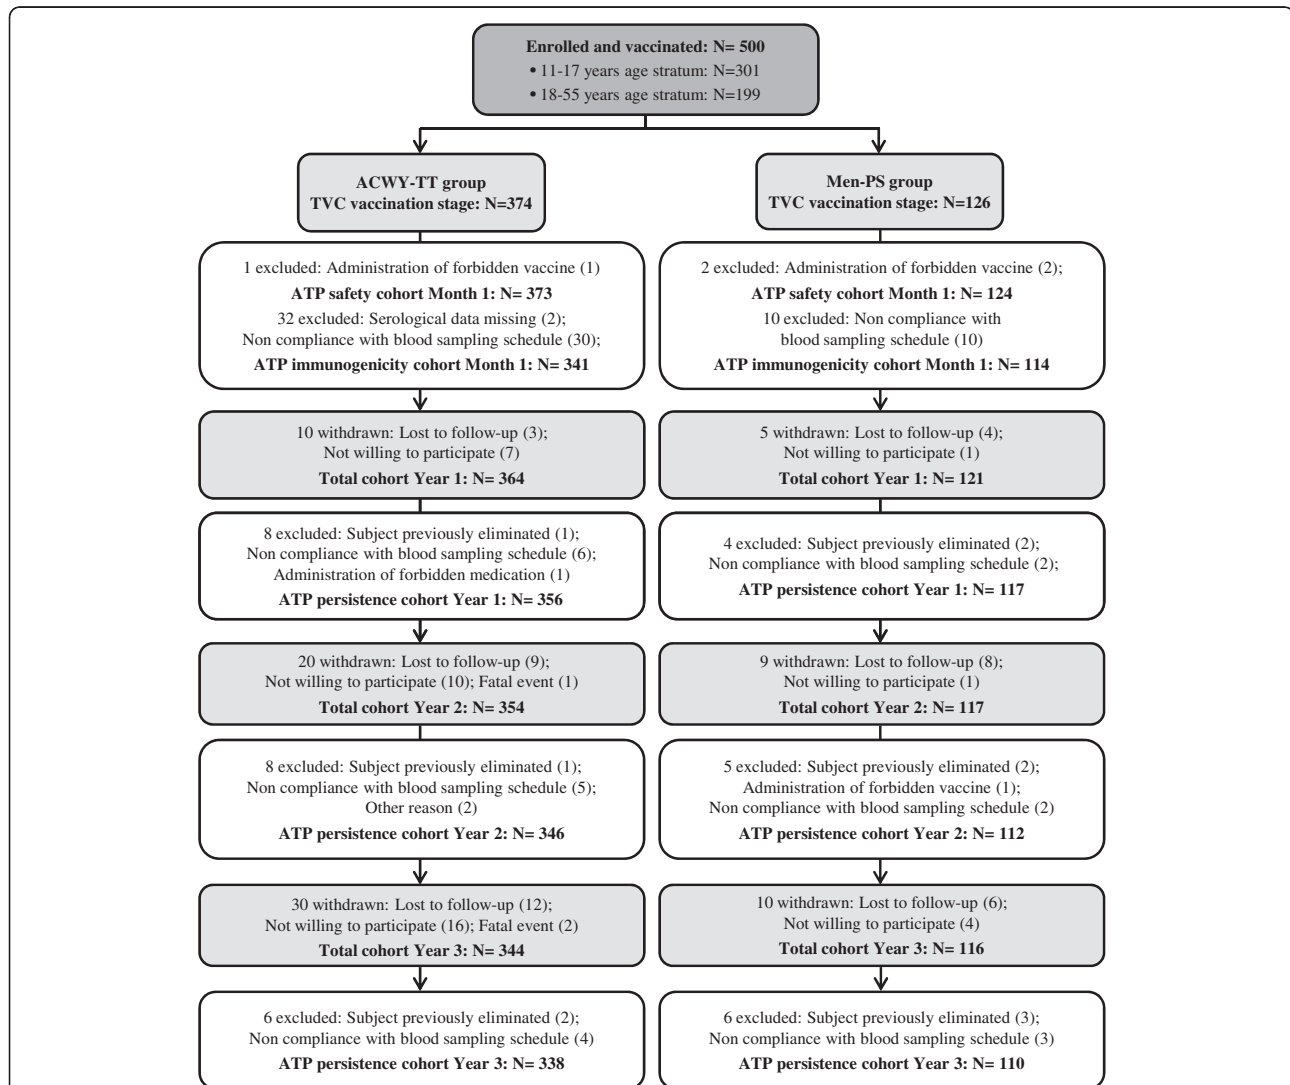 Enrolled and vaccinated: N= 500
• 11-17 years age stratum: N=301
• 18-55 years age stratum: N=199
ACWY-TT group
TVC vaccination stage: N=374
1 excluded: Administration of forbidden vaccine (1)
ATP safety cohort Month 1: N= 373
32 excluded: Serological data missing (2);
Non compliance with blood sampling schedule (30);
ATP immunogenicity cohort Month 1: N= 341
10 withdrawn: Lost to follow-up (3);
Not willing to participate (7)
Total cohort Year 1: N= 364
8 excluded: Subject previously eliminated (1);
Non compliance with blood sampling schedule (6);
Administration of forbidden medication (1)
ATP persistence cohort Year 1: N= 356
20 withdrawn: Lost to follow-up (9);
Not willing to participate (10); Fatal event (1)
Total cohort Year 2: N= 354
8 excluded: Subject previously eliminated (1);
Non compliance with blood sampling schedule (5);
Other reason (2)
ATP persistence cohort Year 2: N= 346
30 withdrawn: Lost to follow-up (12);
Not willing to participate (16); Fatal event (2)
Total cohort Year 3: N= 344
6 excluded: Subject previously eliminated (2);
Non compliance with blood sampling schedule (4)
ATP persistence cohort Year 3: N= 338
Men-PS group
TVC vaccination stage: N=126
2 excluded: Administration of forbidden vaccine (2);
ATP safety cohort Month 1: N= 124
10 excluded: Non compliance with
blood sampling schedule (10)
ATP immunogenicity cohort Month 1: N= 114
5 withdrawn: Lost to follow-up (4);
Not willing to participate (1)
Total cohort Year 1: N= 121
4 excluded: Subject previously eliminated (2);
Non compliance with blood sampling schedule (2);
ATP persistence cohort Year 1: N= 117
9 withdrawn: Lost to follow-up (8);
Not willing to participate (1)
Total cohort Year 2: N= 117
5 excluded: Subject previously eliminated (2);
Administration of forbidden vaccine (1);
Non compliance with blood sampling schedule (2)
ATP persistence cohort Year 2: N= 112
10 withdrawn: Lost to follow-up (6);
Not willing to participate (4)
Total cohort Year 3: N= 116
6 excluded: Subject previously eliminated (3);
Non compliance with blood sampling schedule (3)
ATP persistence cohort Year 3: N= 110